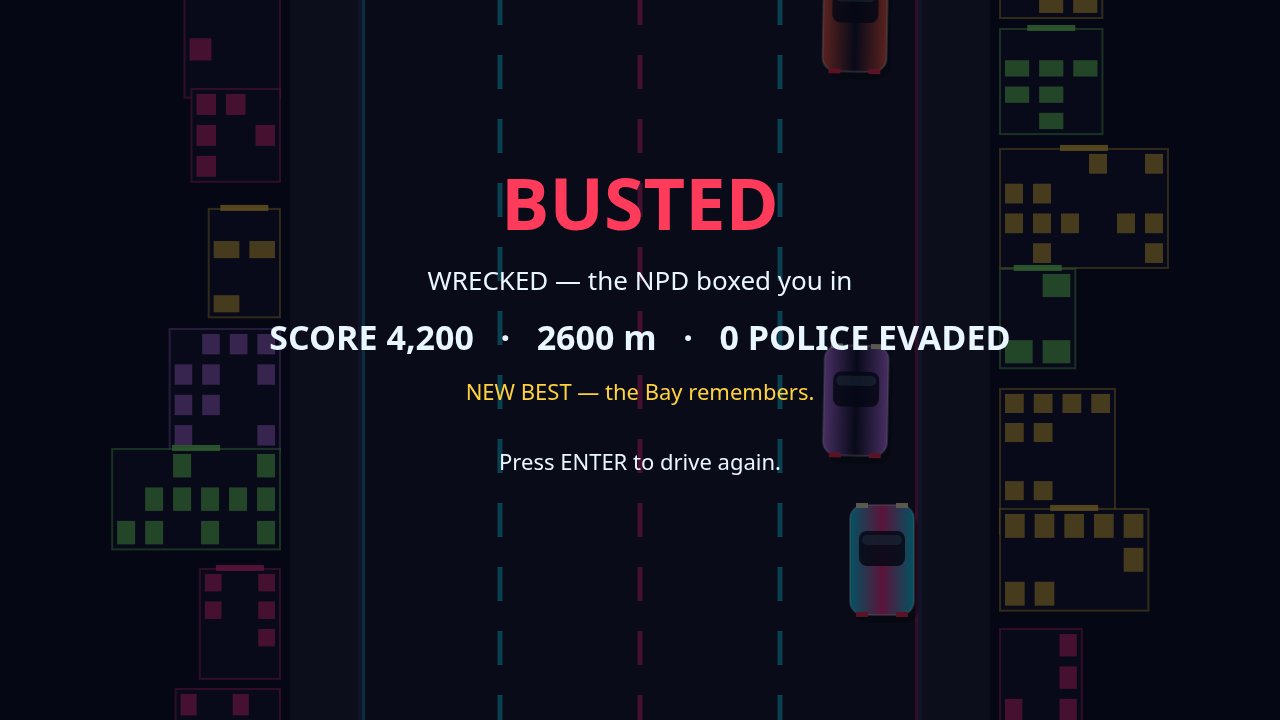 BUSTED
WRECKED — the NPD boxed you in
SCORE 4,200 · 2600 m · 0 POLICE EVADED
NEW BEST — the Bay remembers.
Press ENTER to drive again.